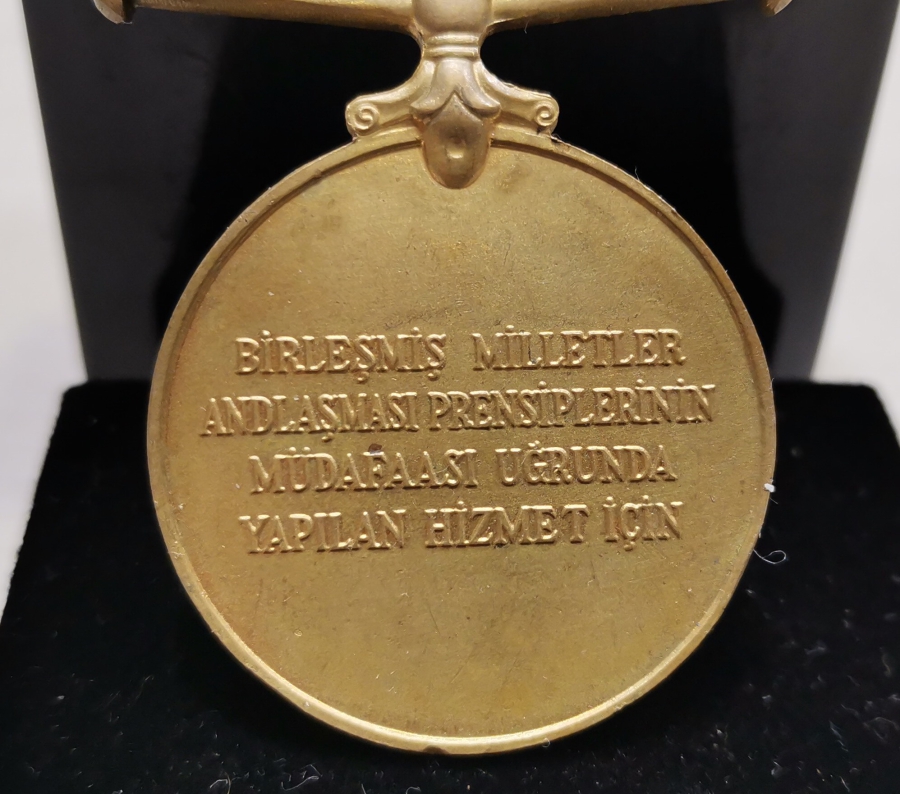 BİRLEŞMİŞ MİLLETLER
ANDLAŞMASI PRENSİPLERİNİN
MÜDAFAASI UĞRUNDA
YAPILAN HİZMET İÇİN